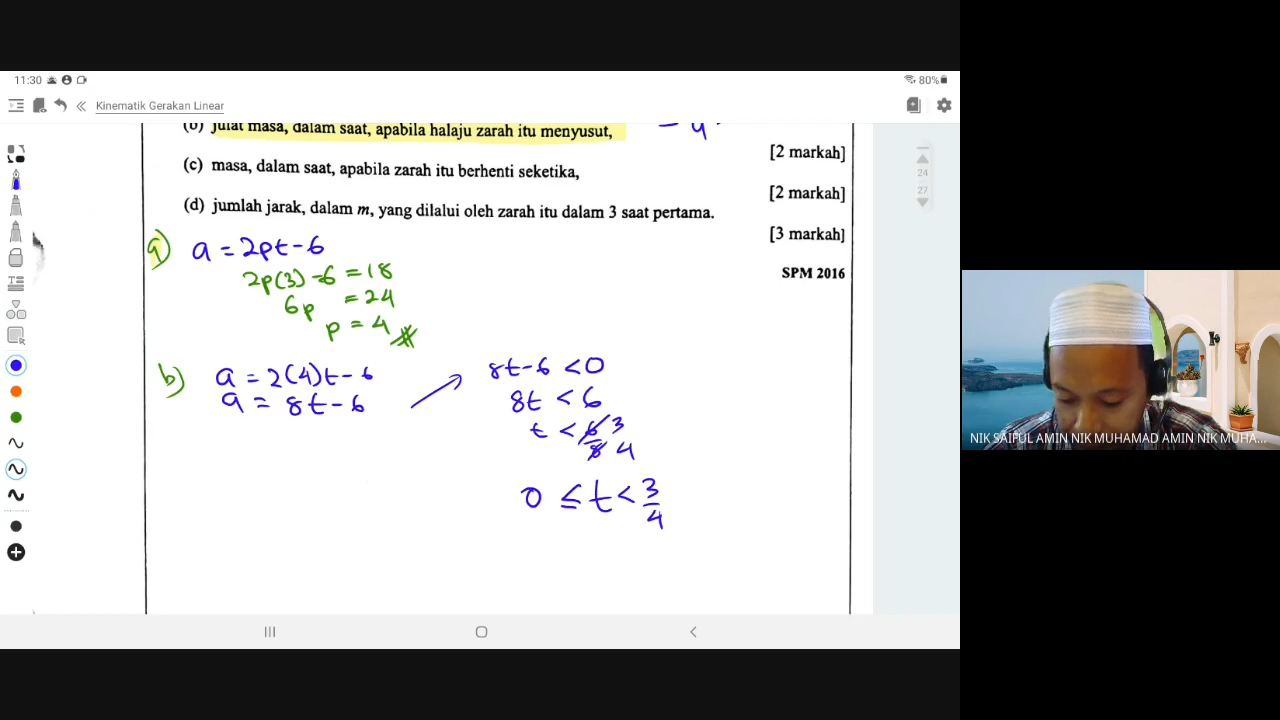 11:30
80%
Kinematik Gerakan Linear
(b) julat masa, dalam saat, apabila halaju zarah itu menyusut,
[2 markah]
(c) masa, dalam saat, apabila zarah itu berhenti seketika,
[2 markah]
(d) jumlah jarak, dalam m, yang dilalui oleh zarah itu dalam 3 saat pertama.
[3 markah]
SPM 2016
24
27
a) a = 2pt - 6
2p(3) - 6 = 18
6p = 24
p = 4
b) a = 2(4)t - 6
a = 8t - 6
8t - 6 < 0
8t < 6
t < 6/8 3/4
0 ≤ t < 3/4
NIK SAIFUL AMIN NIK MUHAMAD AMIN NIK MUHA...